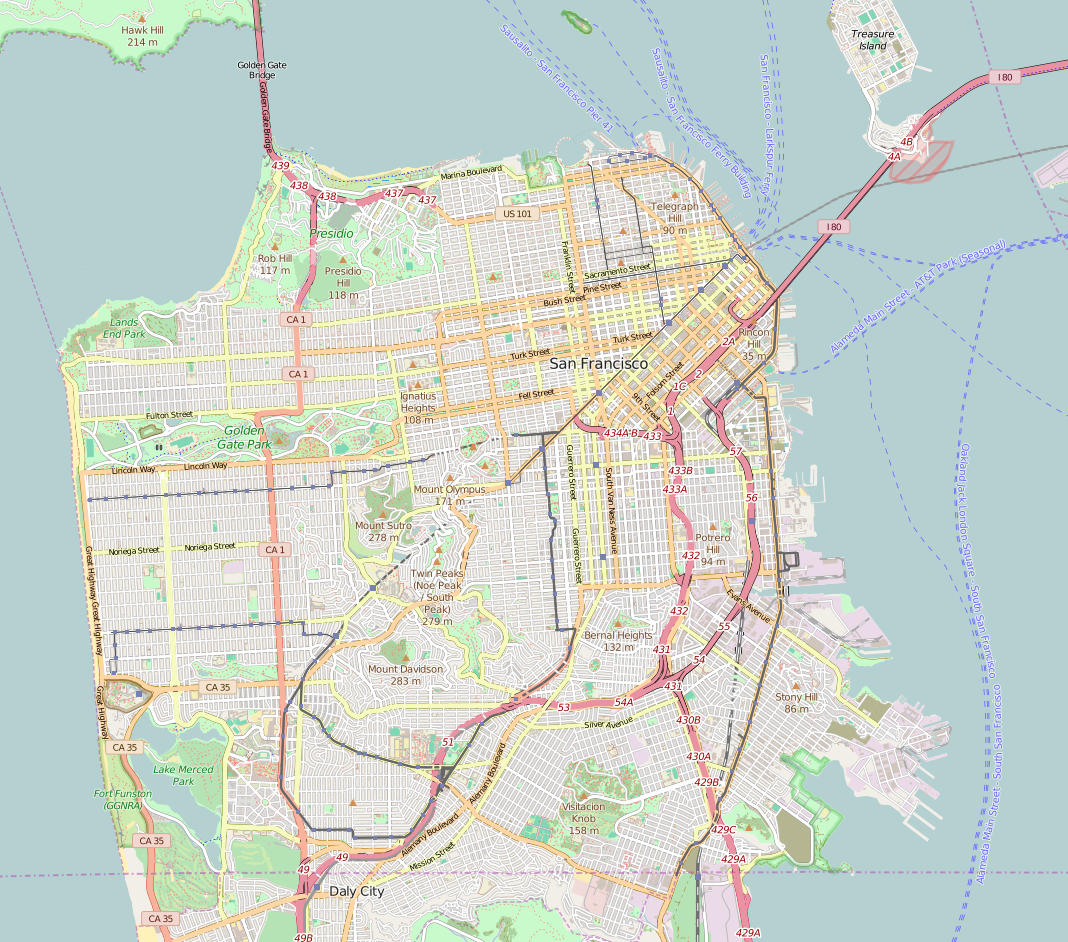 Hawk Hill
214 m
Treasure
Island
Golden Gate
Bridge
Golden Gate Bridge
Sausalito - San Francisco Pier 41
Sausalito - San Francisco Ferry Building
San Francisco - Larkspur Ferry
I 80
4B
4A
439
438
438
437
437
Marina Boulevard
US 101
Telegraph
Hill
90 m
I 80
Presidio
Rob Hill
117 m
Presidio
Hill
118 m
Franklin Street
Sacramento Street
Pine Street
Bush Street
Alameda Main Street - AT&T Park (Seasonal)
CA 1
Lands
End Park
Turk Street
Turk Street
Rincon
Hill
35 m
2A
San Francisco
CA 1
2
1C
Folsom Street
9th Street
1
Ignatius
Heights
108 m
Fell Street
Fulton Street
Golden
Gate Park
434A-B
433
57
Lincoln Way
Lincoln Way
433B
433A
56
Guerrero Street
South Van Ness Avenue
Guerrero Street
Mount Olympus
171 m
Mount Sutro
278 m
Potrero
Hill
94 m
Noriega Street
Noriega Street
CA 1
432
Twin Peaks
(Noe Peak
/ South
Peak)
279 m
Great Highway
Great Highway
Great Highway
432
Evans Avenue
55
Bernal Heights
132 m
431
54
Mount Davidson
283 m
431
CA 35
Stony Hill
86 m
53
54A
430B
Silver Avenue
51
CA 35
430A
429B
Lake Merced
Park
Fort Funston
(GGNRA)
Alemany Boulevard
Visitacion
Knob
158 m
Alemany Boulevard
Mission Street
429C
CA 35
49
49
429A
Daly City
CA 35
49B
429A
Oakland Jack London Square - South San Francisco
Alameda Main Street - South San Francisco